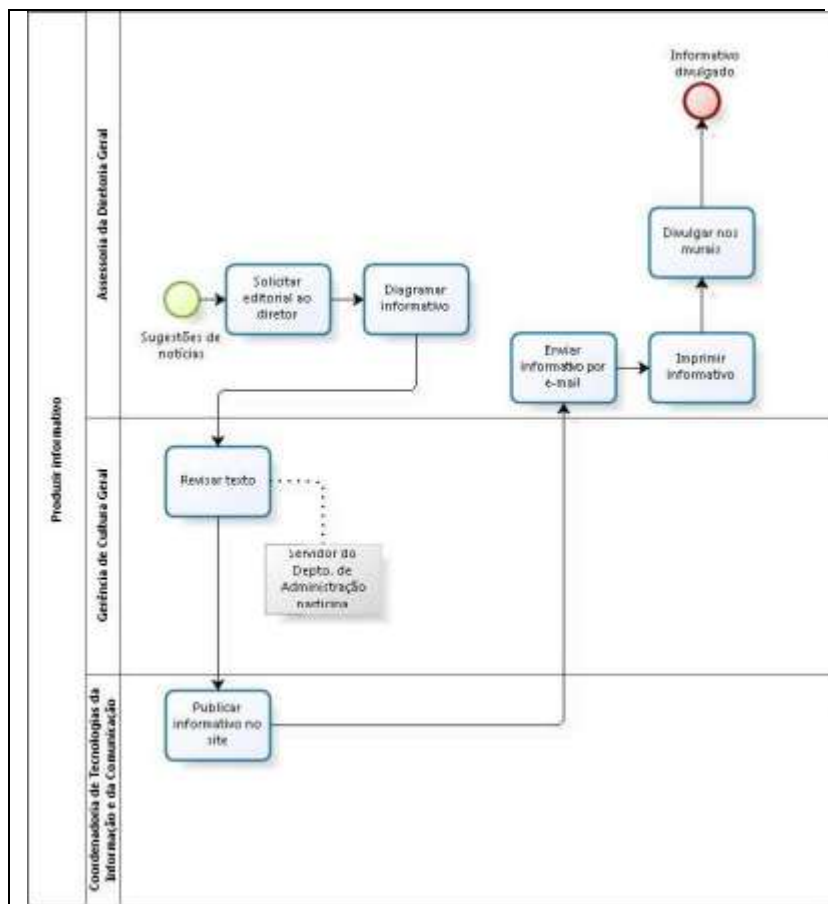 Produzir informativo
Assessoria da Diretoria Geral
Informativo
divulgado
Divulgar nos
murais
Solicitar
editorial ao
diretor
Diagramar
informativo
Sugestões de
notícias
Enviar
informativo por
e-mail
Imprimir
informativo
Gerência de Cultura Geral
Revisar texto
Servidor do
Depto. de
Administração
participa
Coordenadoria de Tecnologias da
Informação e da Comunicação
Publicar
informativo no
site